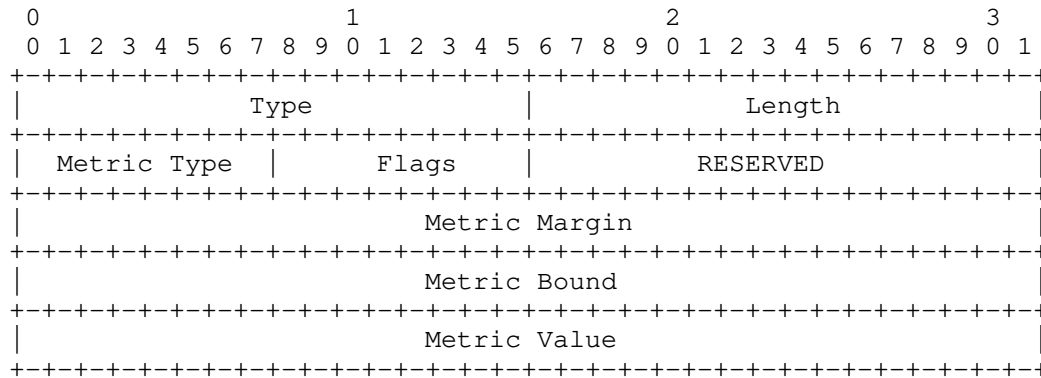 0                   1                   2                   3
 0 1 2 3 4 5 6 7 8 9 0 1 2 3 4 5 6 7 8 9 0 1 2 3 4 5 6 7 8 9 0 1
+-+-+-+-+-+-+-+-+-+-+-+-+-+-+-+-+-+-+-+-+-+-+-+-+-+-+-+-+-+-+-+-+
|              Type             |             Length            |
+-+-+-+-+-+-+-+-+-+-+-+-+-+-+-+-+-+-+-+-+-+-+-+-+-+-+-+-+-+-+-+-+
|  Metric Type  |      Flags    |          RESERVED             |
+-+-+-+-+-+-+-+-+-+-+-+-+-+-+-+-+-+-+-+-+-+-+-+-+-+-+-+-+-+-+-+-+
|                         Metric Margin                         |
+-+-+-+-+-+-+-+-+-+-+-+-+-+-+-+-+-+-+-+-+-+-+-+-+-+-+-+-+-+-+-+-+
|                         Metric Bound                          |
+-+-+-+-+-+-+-+-+-+-+-+-+-+-+-+-+-+-+-+-+-+-+-+-+-+-+-+-+-+-+-+-+
|                         Metric Value                          |
+-+-+-+-+-+-+-+-+-+-+-+-+-+-+-+-+-+-+-+-+-+-+-+-+-+-+-+-+-+-+-+-+